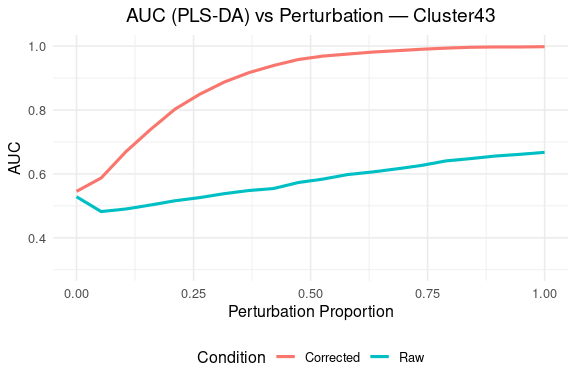 AUC (PLS-DA) vs Perturbation — Cluster43
1.0
0.8
0.6
0.4
AUC
0.00 0.25 0.50 0.75 1.00
Perturbation Proportion
Condition Corrected Raw